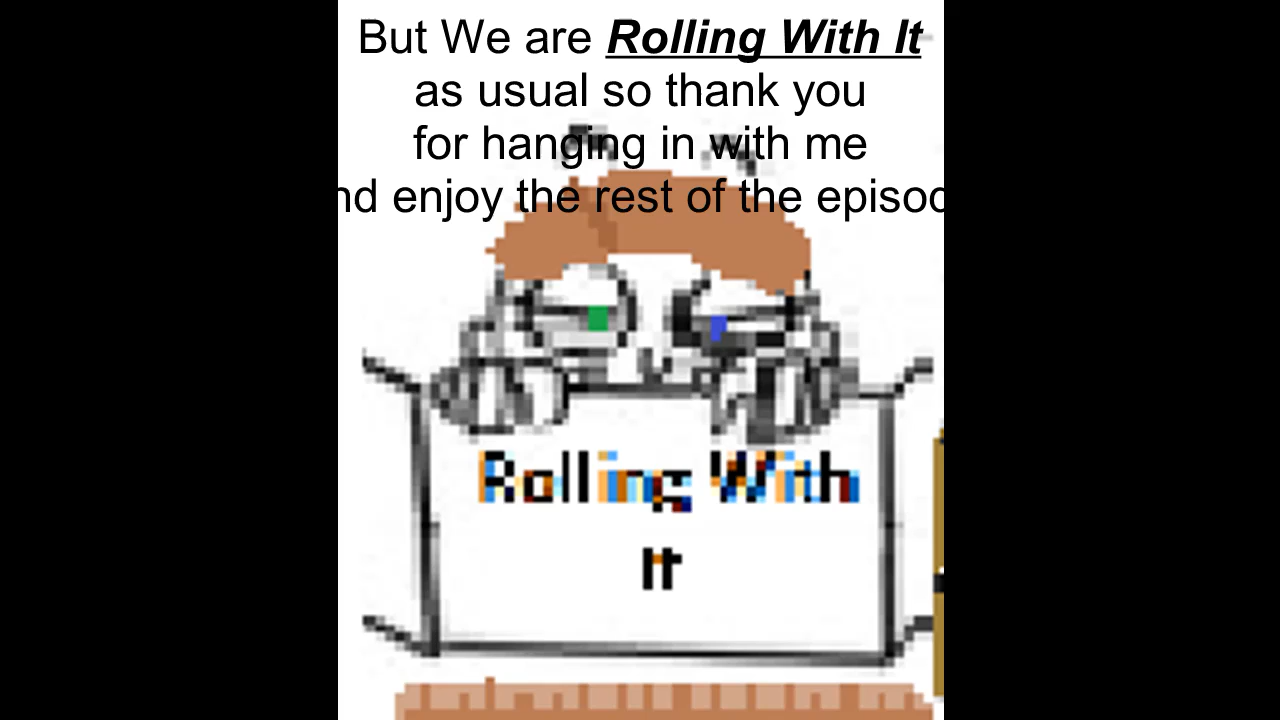 But We are Rolling With It
as usual so thank you
for hanging in with me
nd enjoy the rest of the episod
Rolling With
It